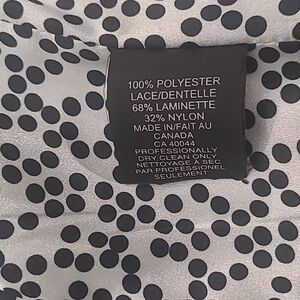 100% POLYESTER
LACE/DENTELLE
68% LAMINETTE
32% NYLON
MADE IN/FAIT AU
CANADA
CA 40044
PROFESSIONALLY
DRY CLEAN ONLY
NETTOYAGE A SEC
PAR PROFESSIONEL
SEULEMENT